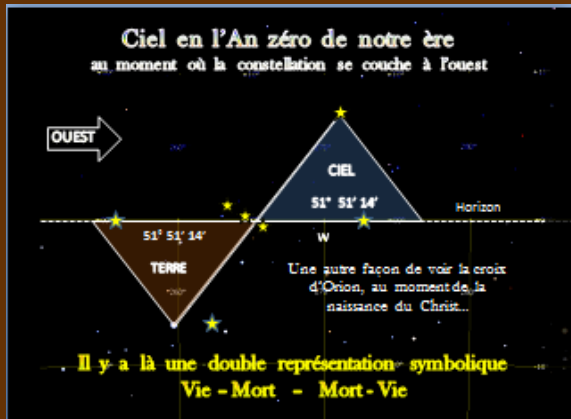 Ciel en l'An zéro de notre ère
au moment où la constellation se couche à l'ouest
OUEST
CIEL
51° 51' 14'
Horizon
51° 51' 14'
W
TERRE
Une autre façon de voir la croix
d'Orion, au moment de la
naissance du Christ...
Il y a là une double représentation symbolique
Vie - Mort - Mort - Vie